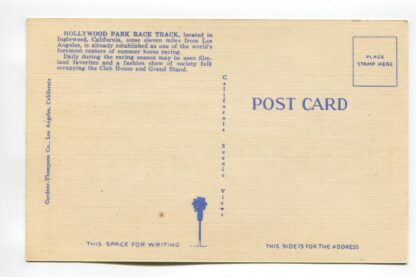 HOLLYWOOD PARK RACE TRACK, located in
Inglewood, California, some eleven miles from Los
Angeles, is already established as one of the world's
foremost centers of summer horse racing.
Daily during the racing season may be seen film-
land favorites and a fashion show of society folk
occupying the Club House and Grand Stand.
Gardner-Thompson Co., Los Angeles, California
California Scenic Views
POST CARD
PLACE
STAMP HERE
THIS SPACE FOR WRITING
THIS SIDE IS FOR THE ADDRESS